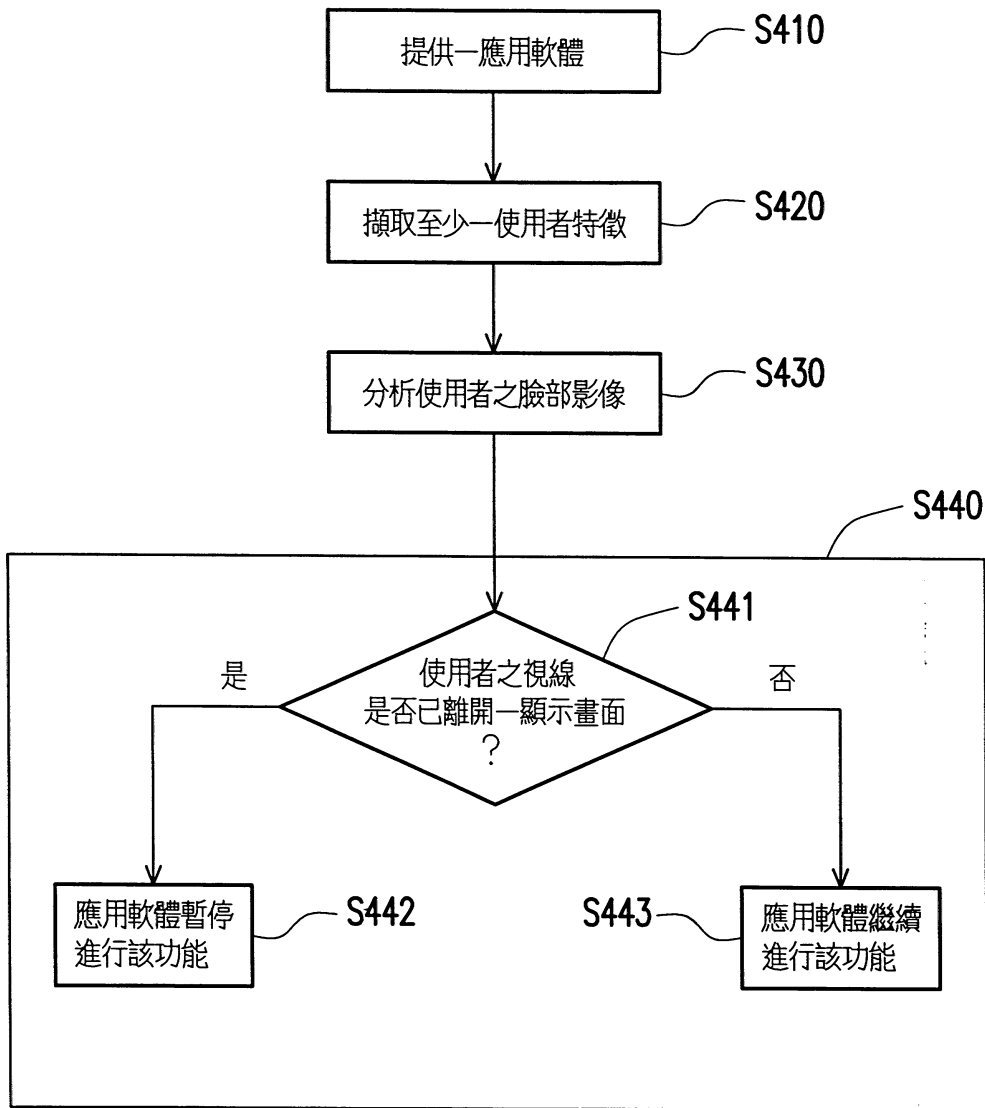 提供一應用軟體
S410
擷取至少一使用者特徵
S420
分析使用者之臉部影像
S430
S440
S441
使用者之視線
是否已離開一顯示畫面
?
是
否
應用軟體暫停
進行該功能
S442
S443
應用軟體繼續
進行該功能